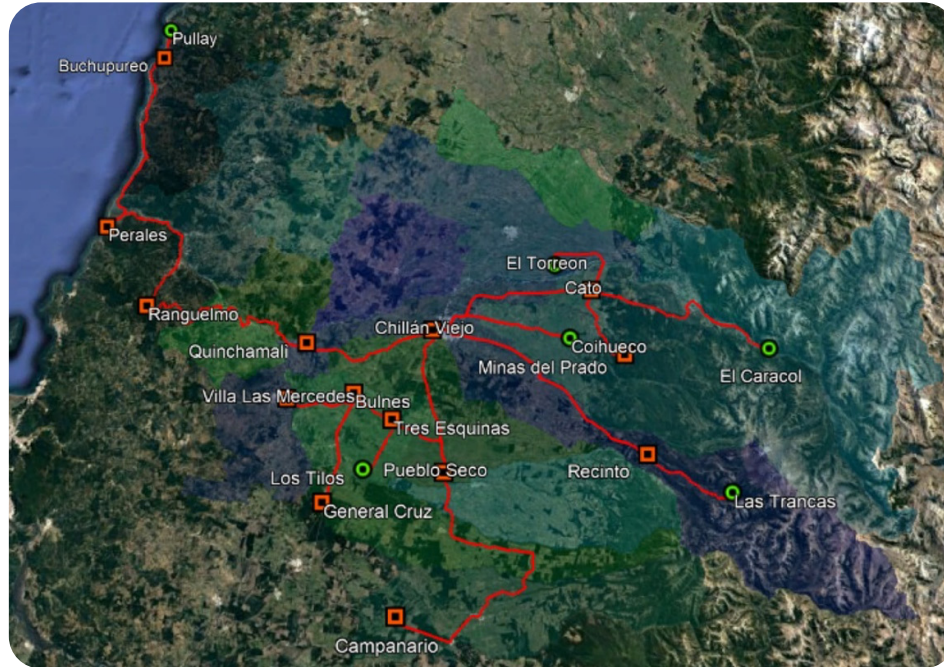 Pullay
Buchupureo
Perales
El Torreon
Cato
Ranguelmo
Chillán Viejo
Quinchamali
Coihueco
Minas del Prado
El Caracol
Villa Las Mercedes
Bulnes
Tres Esquinas
Los Tilos
Pueblo Seco
Recinto
Las Trancas
General Cruz
Campanario